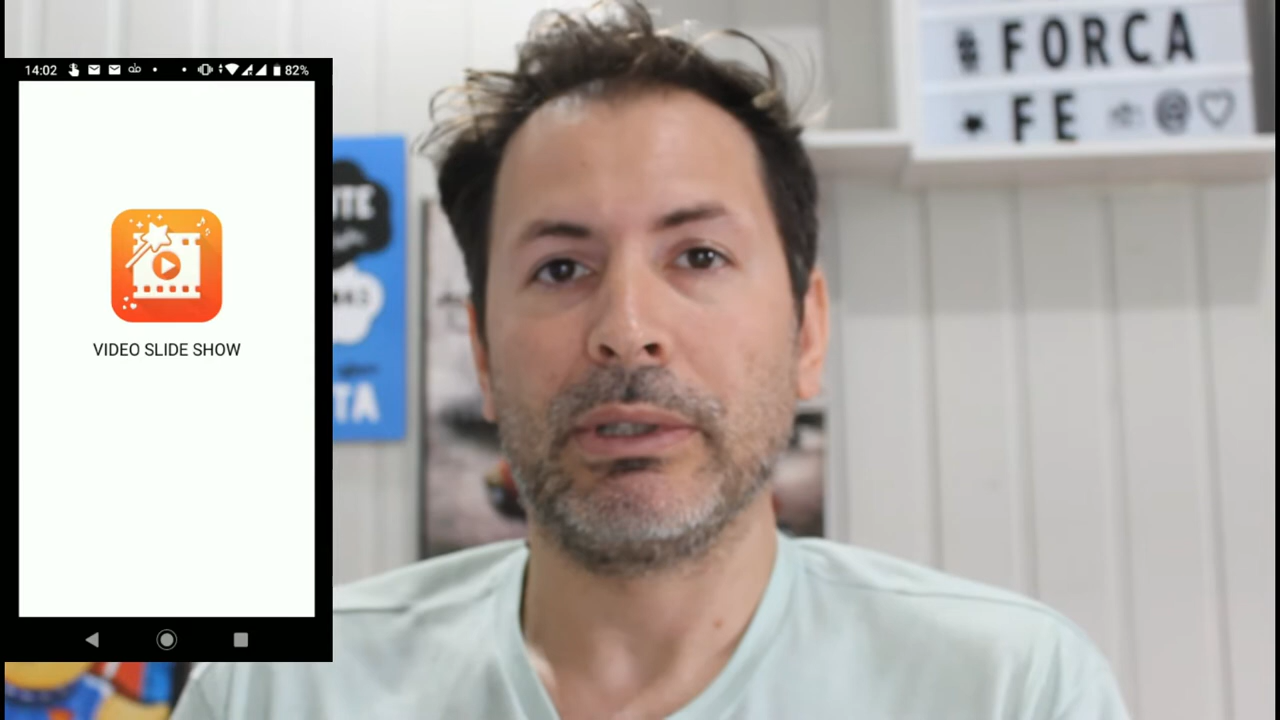 14:02
82%
VIDEO SLIDE SHOW
#FORCA
★ FE @♡
TA